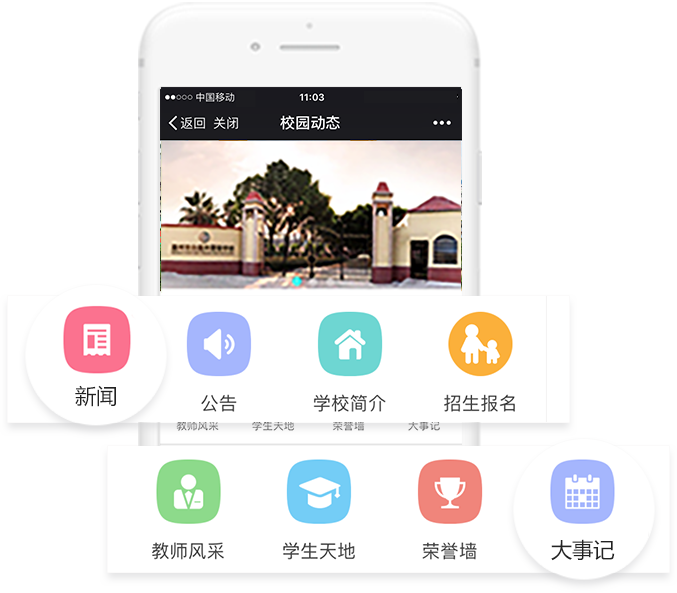 ●●○○○ 中国移动 11:03
返回 关闭 校园动态 •••
新闻 公告 学校简介 招生报名
教师风采 学生天地 荣誉墙 大事记
教师风采 学生天地 荣誉墙 大事记